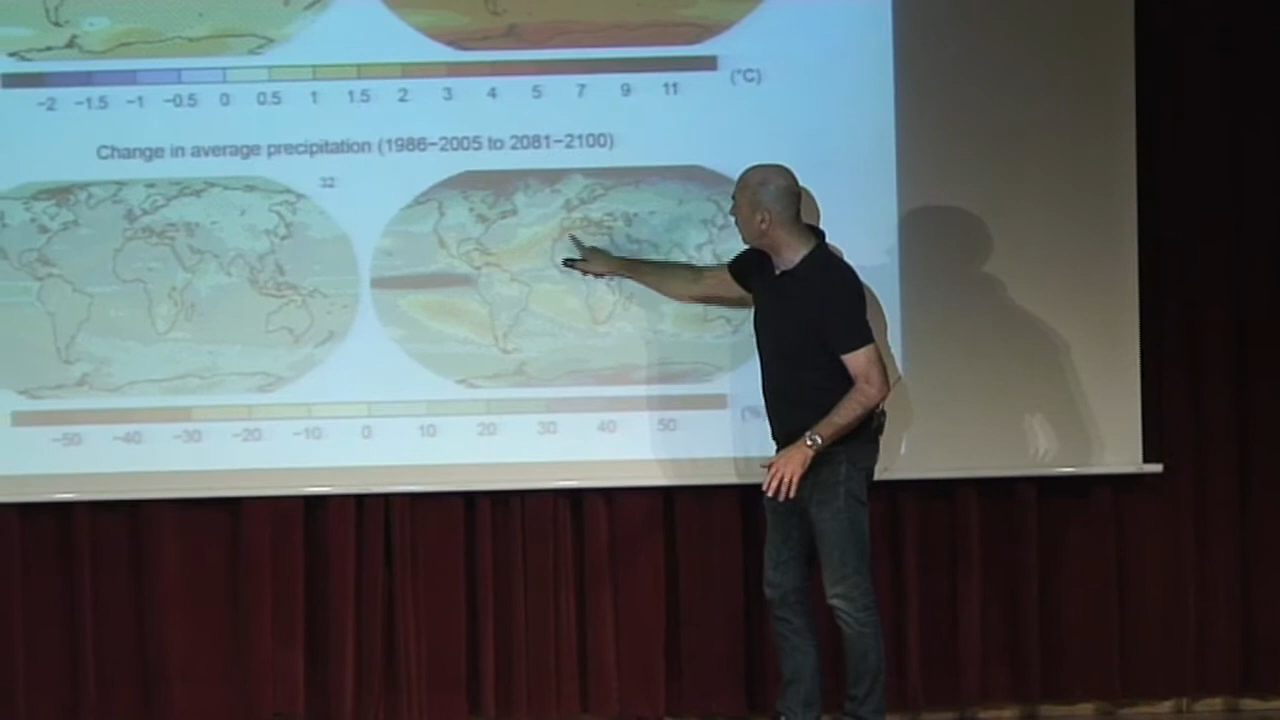 (°C)
−2 −1.5 −1 −0.5 0 0.5 1 1.5 2 3 4 5 7 9 11
Change in average precipitation (1986−2005 to 2081−2100)
32
(%
−50 −40 −30 −20 −10 0 10 20 30 40 50